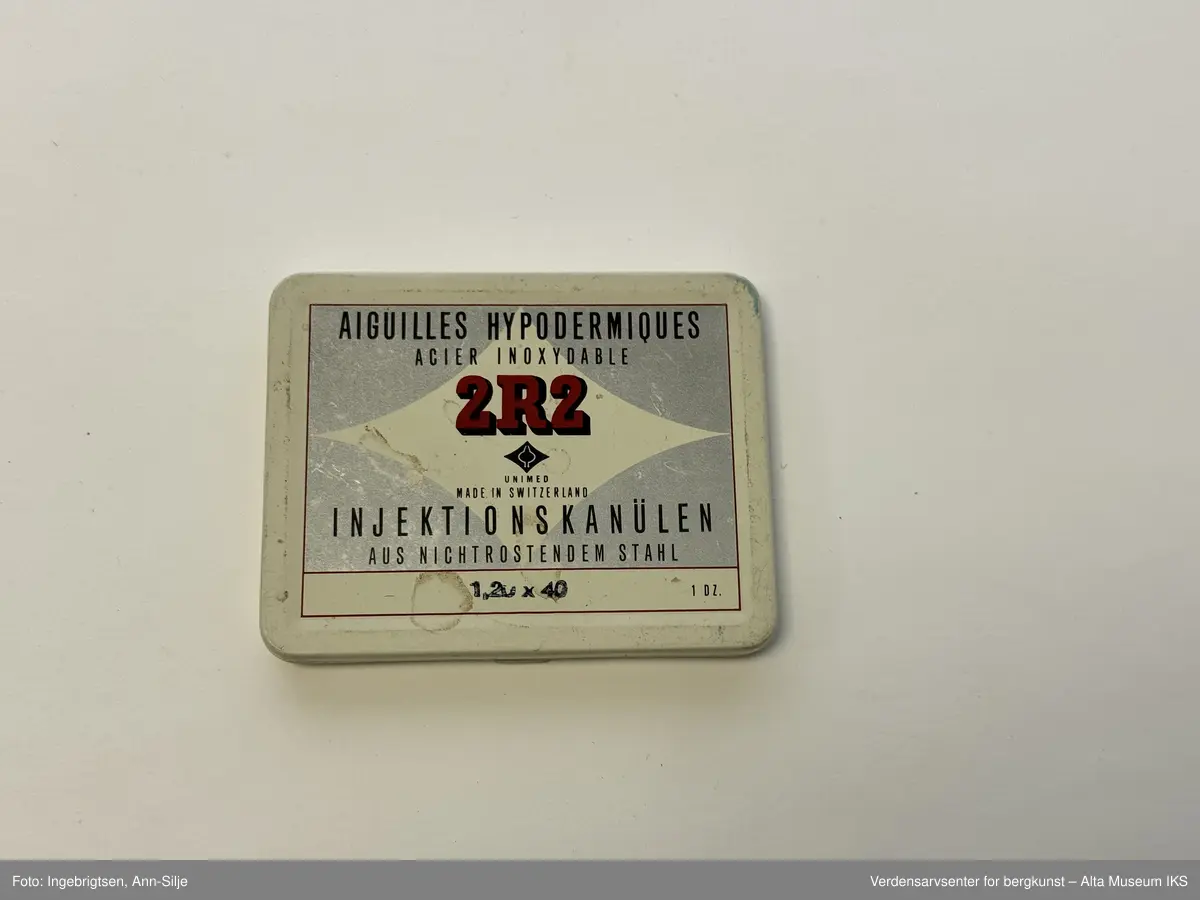 AIGUILLES HYPODERMIQUES
ACIER INOXYDABLE
2R2
UNIMED
MADE IN SWITZERLAND
INJEKTIONSKANÜLEN
AUS NICHTROSTENDEM STAHL
x 40
1 DZ.
Foto: Ingebrigtsen, Ann-Silje
Verdensarvsenter for bergkunst – Alta Museum IKS